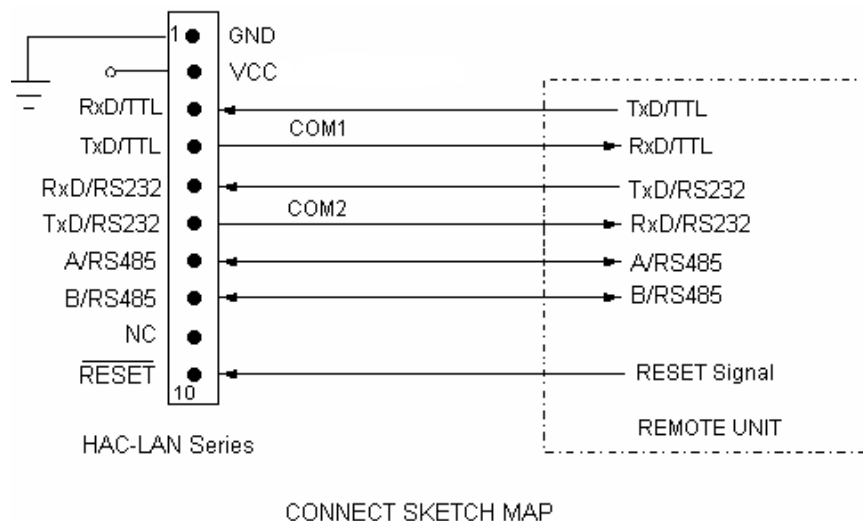 1 GND
VCC
RxD/TTL TxD/TTL
COM1
TxD/TTL RxD/TTL
RxD/RS232 TxD/RS232
COM2
TxD/RS232 RxD/RS232
A/RS485 A/RS485
B/RS485 B/RS485
NC
RESET RESET Signal
10
REMOTE UNIT
HAC-LAN Series
CONNECT SKETCH MAP